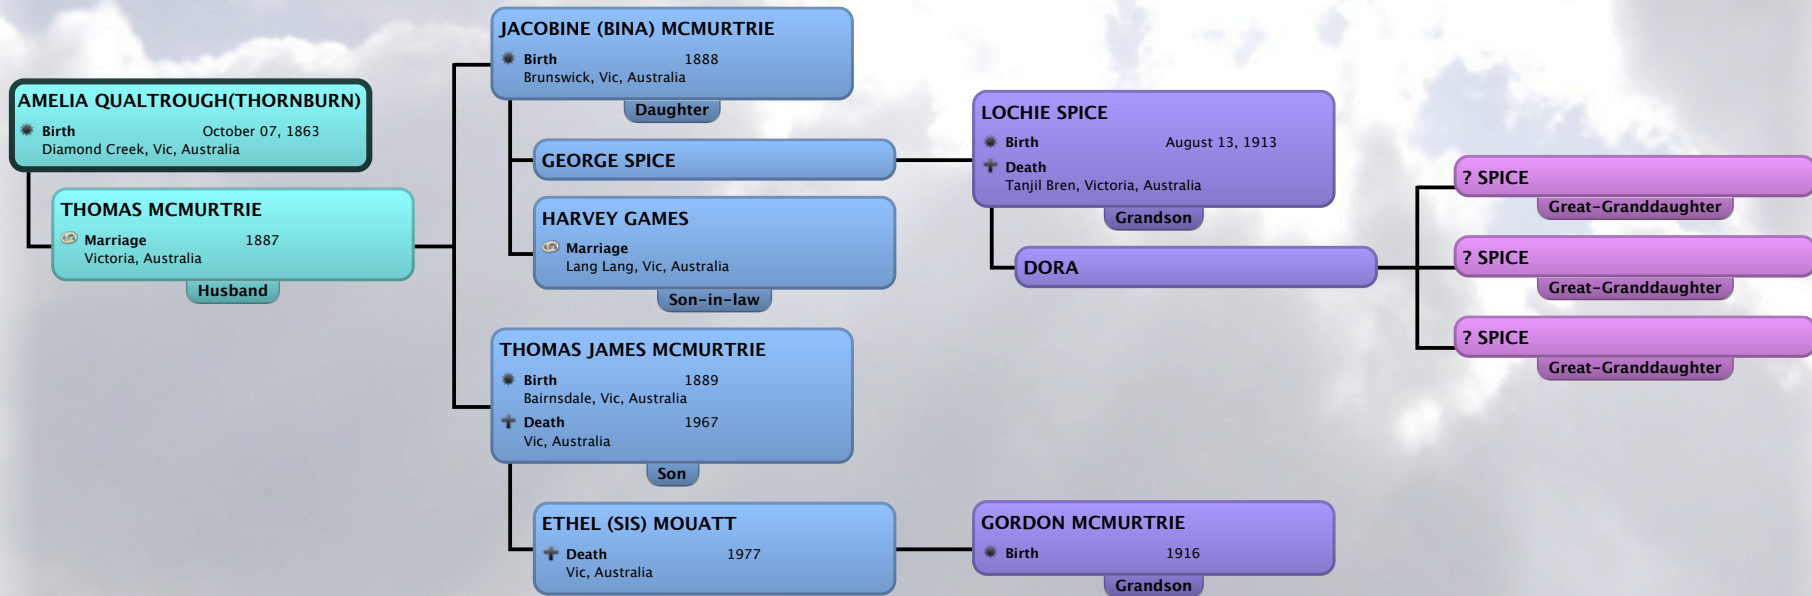 AMELIA QUALTROUGH(THORNBURN)
Birth October 07, 1863
Diamond Creek, Vic, Australia
THOMAS MCMURTRIE
Marriage 1887
Victoria, Australia
Husband
JACOBINE (BINA) MCMURTRIE
Birth 1888
Brunswick, Vic, Australia
Daughter
GEORGE SPICE
HARVEY GAMES
Marriage
Lang Lang, Vic, Australia
Son-in-law
THOMAS JAMES MCMURTRIE
Birth 1889
Bairnsdale, Vic, Australia
Death 1967
Vic, Australia
Son
ETHEL (SIS) MOUATT
Death 1977
Vic, Australia
LOCHIE SPICE
Birth August 13, 1913
Death
Tanjil Bren, Victoria, Australia
Grandson
DORA
GORDON MCMURTRIE
Birth 1916
Grandson
? SPICE
Great-Granddaughter
? SPICE
Great-Granddaughter
? SPICE
Great-Granddaughter